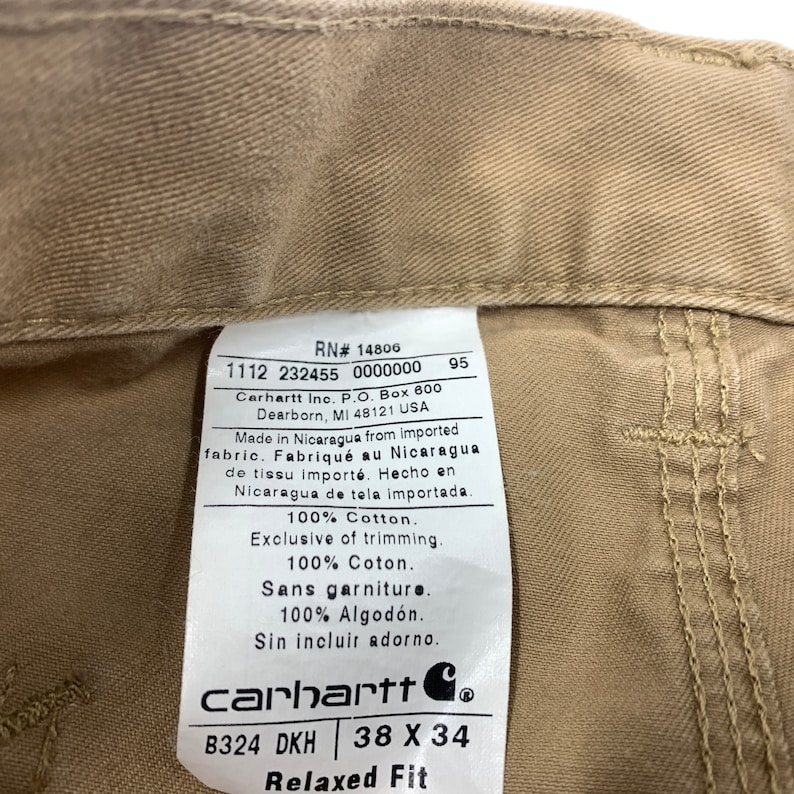 RN# 14806
1112 232455 0000000 95
Carhartt Inc. P.O. Box 600
Dearborn, MI 48121 USA
Made in Nicaragua from imported
fabric. Fabriqué au Nicaragua
de tissu importé. Hecho en
Nicaragua de tela importada.
100% Cotton.
Exclusive of trimming.
100% Coton.
Sans garniture.
100% Algodón.
Sin incluir adorno.
carhartt ®
B324 DKH | 38 X 34
Relaxed Fit